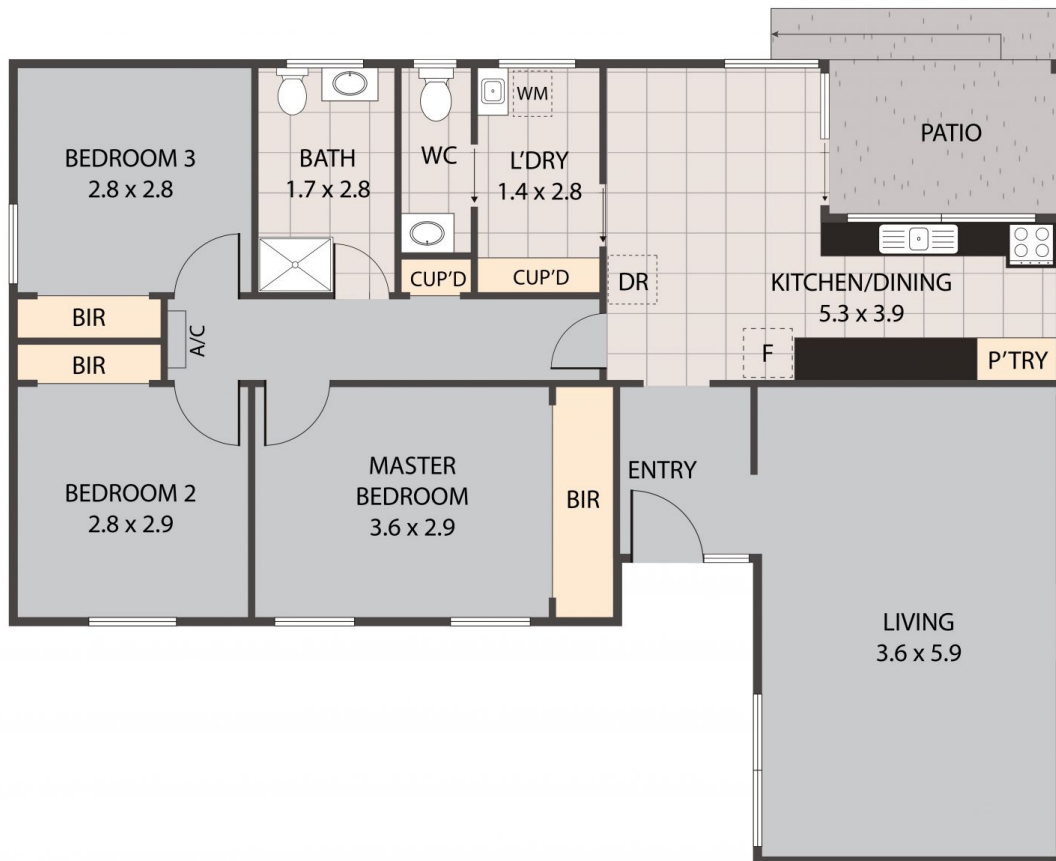 BEDROOM 3
2.8 x 2.8
BATH
1.7 x 2.8
WC
WM
L'DRY
1.4 x 2.8
PATIO
CUP'D
CUP'D
DR
KITCHEN/DINING
5.3 x 3.9
BIR
A/C
BIR
F
P'TRY
BEDROOM 2
2.8 x 2.9
MASTER
BEDROOM
3.6 x 2.9
BIR
ENTRY
LIVING
3.6 x 5.9